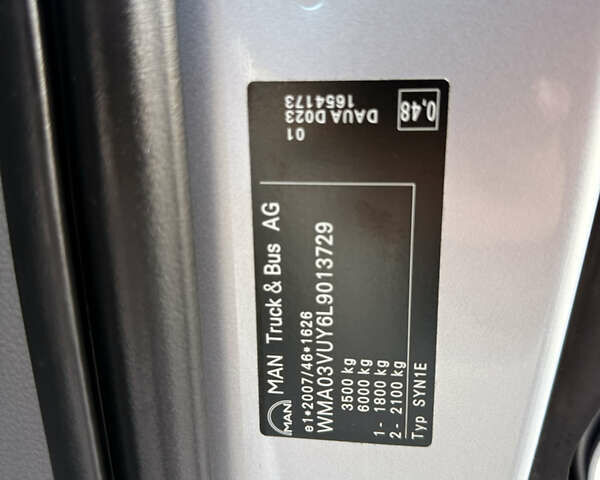 MAN
MAN Truck & Bus AG
e1*2007/46*1626
WMA03VUY6L9013729
3500 kg
6000 kg
1- 1800 kg
2- 2100 kg
Typ SYN1E
01
DAUA D023
1654173
0,48